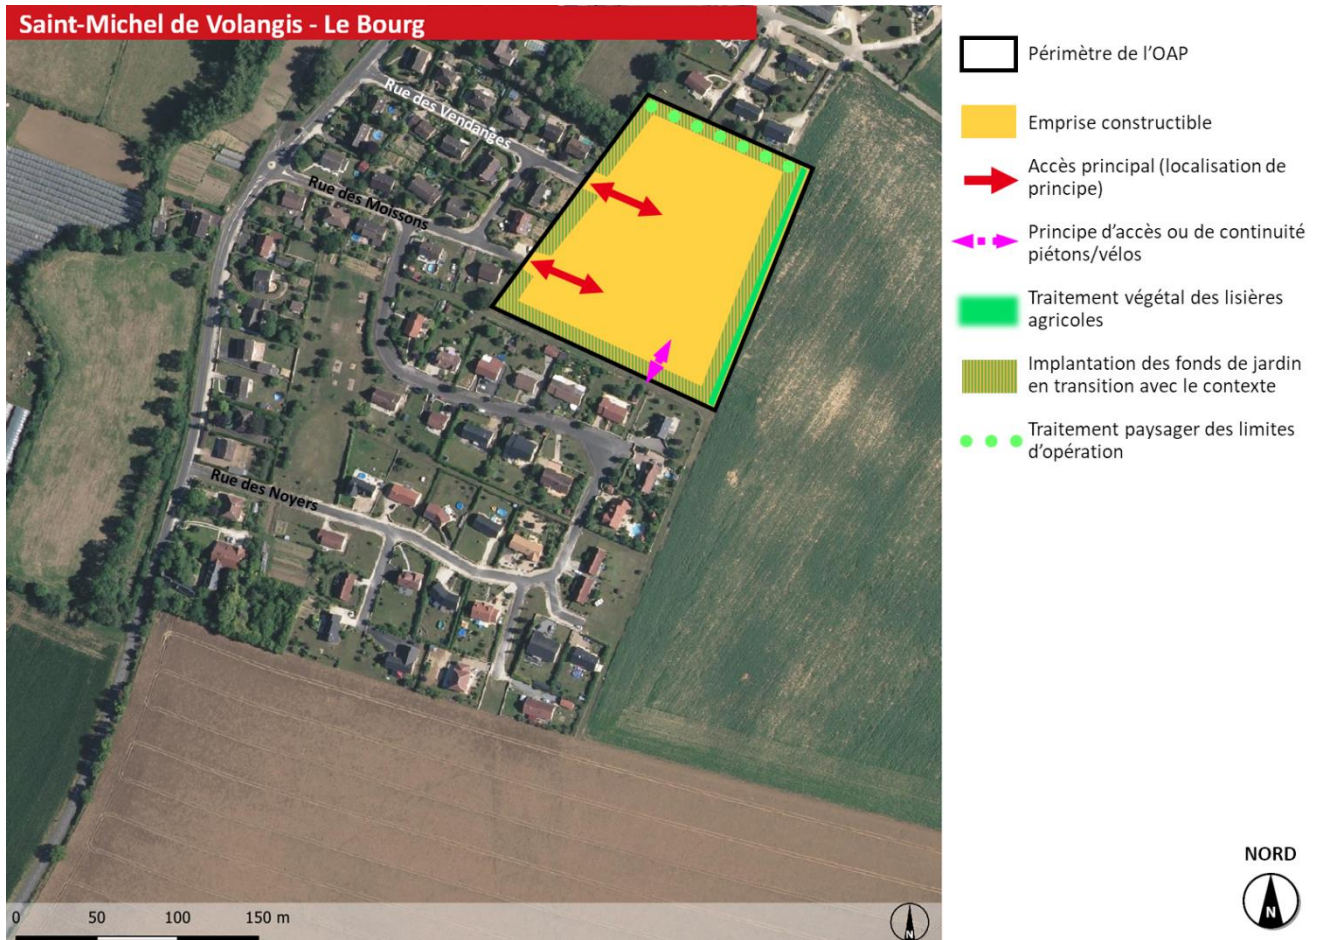 Saint-Michel de Volangis - Le Bourg
Rue des Vendanges
Rue des Moissons
Rue des Noyers
0 50 100 150 m
N
Périmètre de l'OAP
Emprise constructible
Accès principal (localisation de
principe)
Principe d'accès ou de continuité
piétons/vélos
Traitement végétal des lisières
agricoles
Implantation des fonds de jardin
en transition avec le contexte
Traitement paysager des limites
d'opération
NORD
N